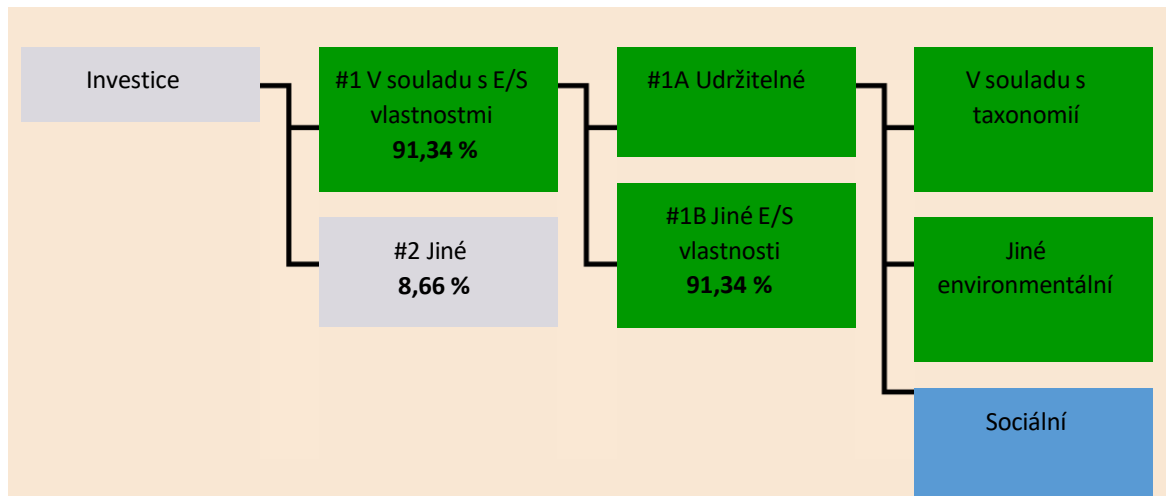 Investice
#1 V souladu s E/S
vlastnostmi
91,34 %
#2 Jiné
8,66 %
#1A Udržitelné
#1B Jiné E/S
vlastnosti
91,34 %
V souladu s
taxonomií
Jiné
environmentální
Sociální